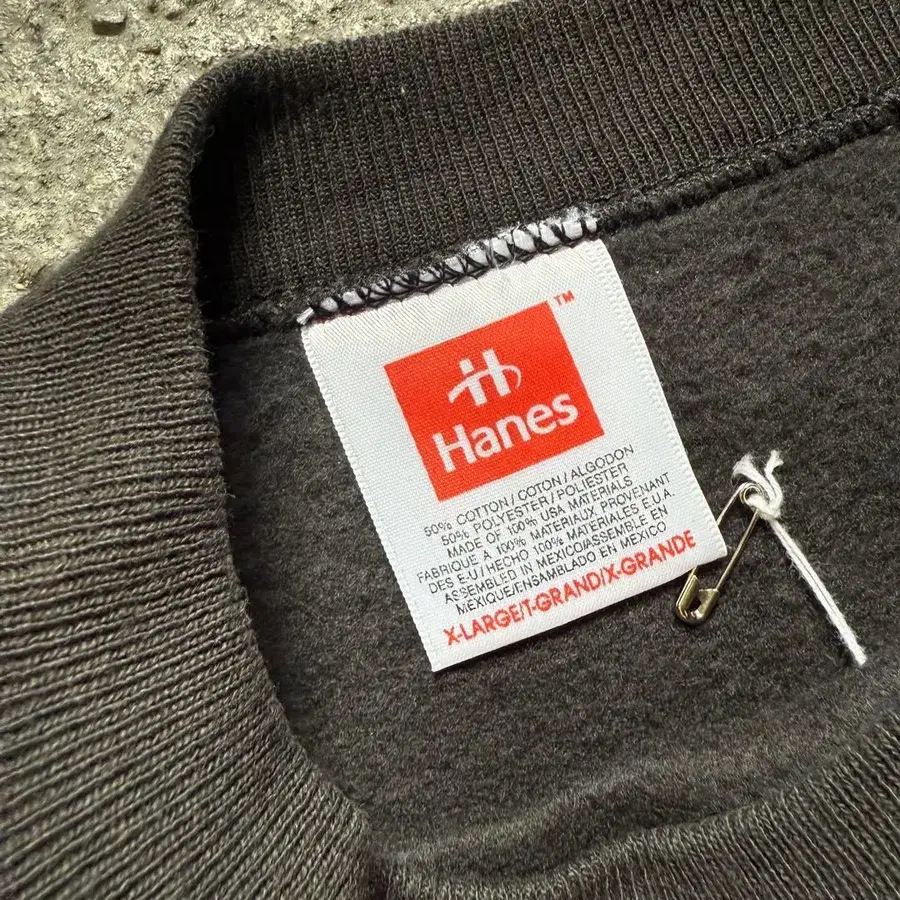 ™
H
Hanes
50% COTTON/COTON/ALGODON
50% POLYESTER/POLIESTER
MADE OF 100% USA MATERIALS
FABRIQUE A 100% MATERIAUX PROVENANT
DES E-U/HECHO 100% MATERIALES E.U.A.
ASSEMBLED IN MEXICO/ASSEMBLE EN
MEXIQUE/ENSAMBLADO EN MEXICO
X-LARGE/T-GRAND/X-GRANDE